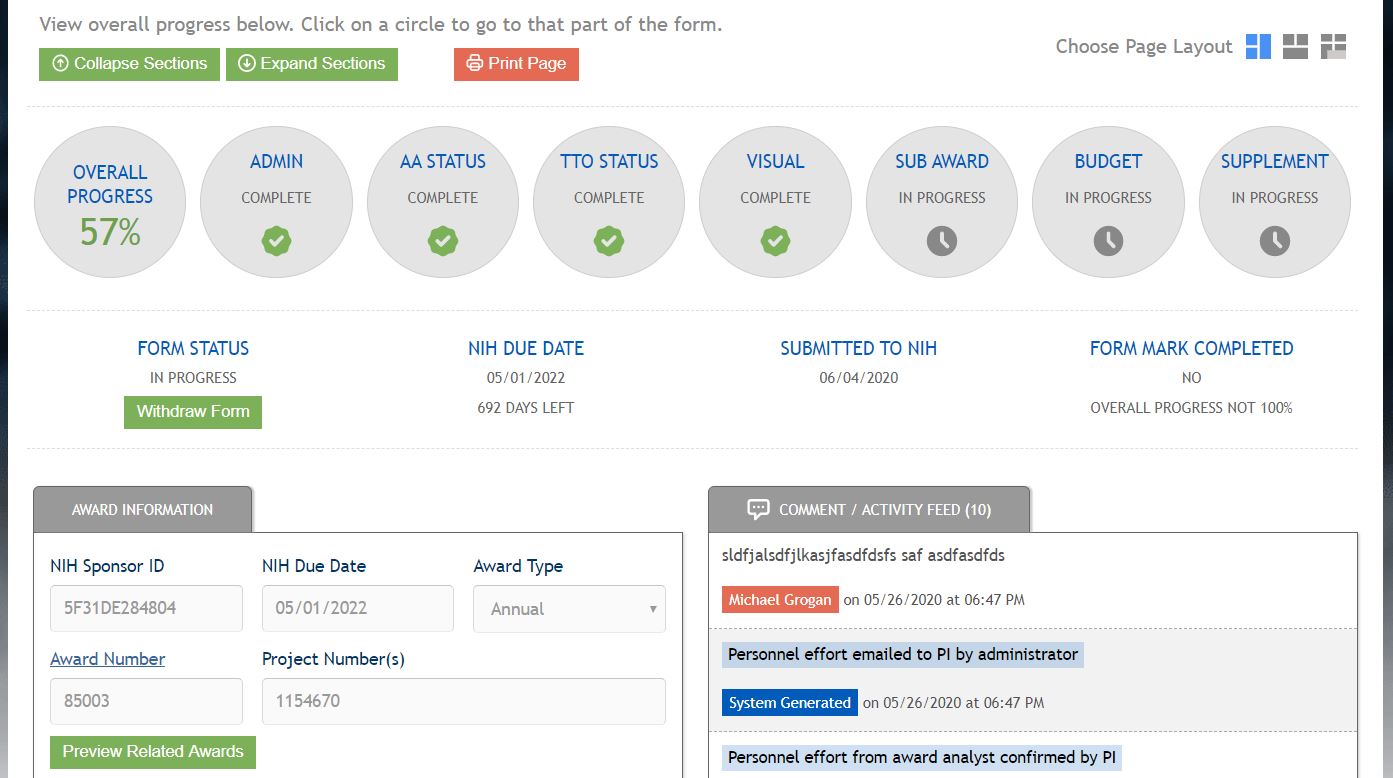 View overall progress below. Click on a circle to go to that part of the form.
Choose Page Layout
Collapse Sections
Expand Sections
Print Page
OVERALL
PROGRESS
57%
ADMIN
COMPLETE
AA STATUS
COMPLETE
TTO STATUS
COMPLETE
VISUAL
COMPLETE
SUB AWARD
IN PROGRESS
BUDGET
IN PROGRESS
SUPPLEMENT
IN PROGRESS
FORM STATUS
IN PROGRESS
Withdraw Form
NIH DUE DATE
05/01/2022
692 DAYS LEFT
SUBMITTED TO NIH
06/04/2020
FORM MARK COMPLETED
NO
OVERALL PROGRESS NOT 100%
AWARD INFORMATION
NIH Sponsor ID
5F31DE284804
NIH Due Date
05/01/2022
Award Type
Annual
Award Number
85003
Project Number(s)
1154670
Preview Related Awards
COMMENT / ACTIVITY FEED (10)
sldfjalsdfjlkasjfasdfdsfs saf asdfasdfds
Michael Grogan on 05/26/2020 at 06:47 PM
Personnel effort emailed to PI by administrator
System Generated on 05/26/2020 at 06:47 PM
Personnel effort from award analyst confirmed by PI